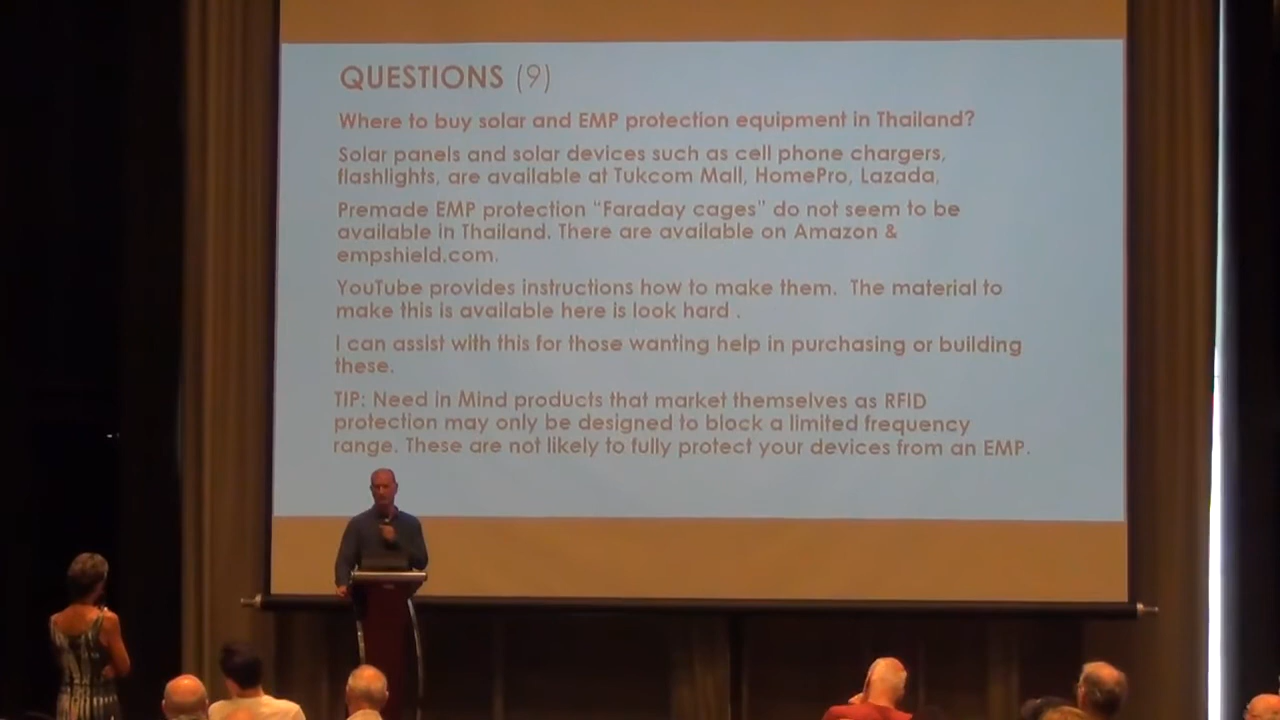 QUESTIONS (9)
Where to buy solar and EMP protection equipment in Thailand?
Solar panels and solar devices such as cell phone chargers,
flashlights, are available at Tukcom Mall, HomePro, Lazada,
Premade EMP protection “Faraday cages” do not seem to be
available in Thailand. There are available on Amazon &
empshield.com.
YouTube provides instructions how to make them. The material to
make this is available here is look hard .
I can assist with this for those wanting help in purchasing or building
these.
TIP: Need in Mind products that market themselves as RFID
protection may only be designed to block a limited frequency
range. These are not likely to fully protect your devices from an EMP.